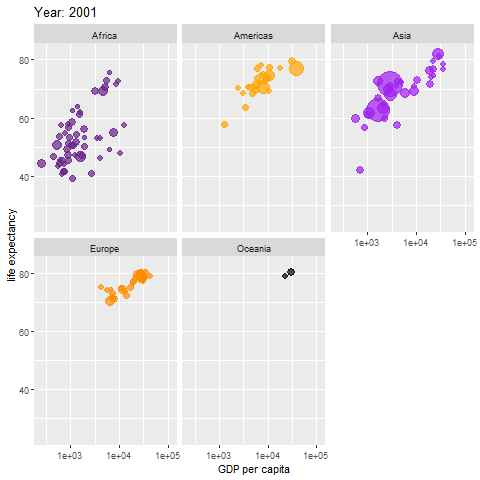 Year: 2001
Africa
Americas
Asia
80
60
40
1e+03 1e+04 1e+05
life expectancy
Europe
Oceania
80
60
40
1e+03 1e+04 1e+05
1e+03 1e+04 1e+05
GDP per capita